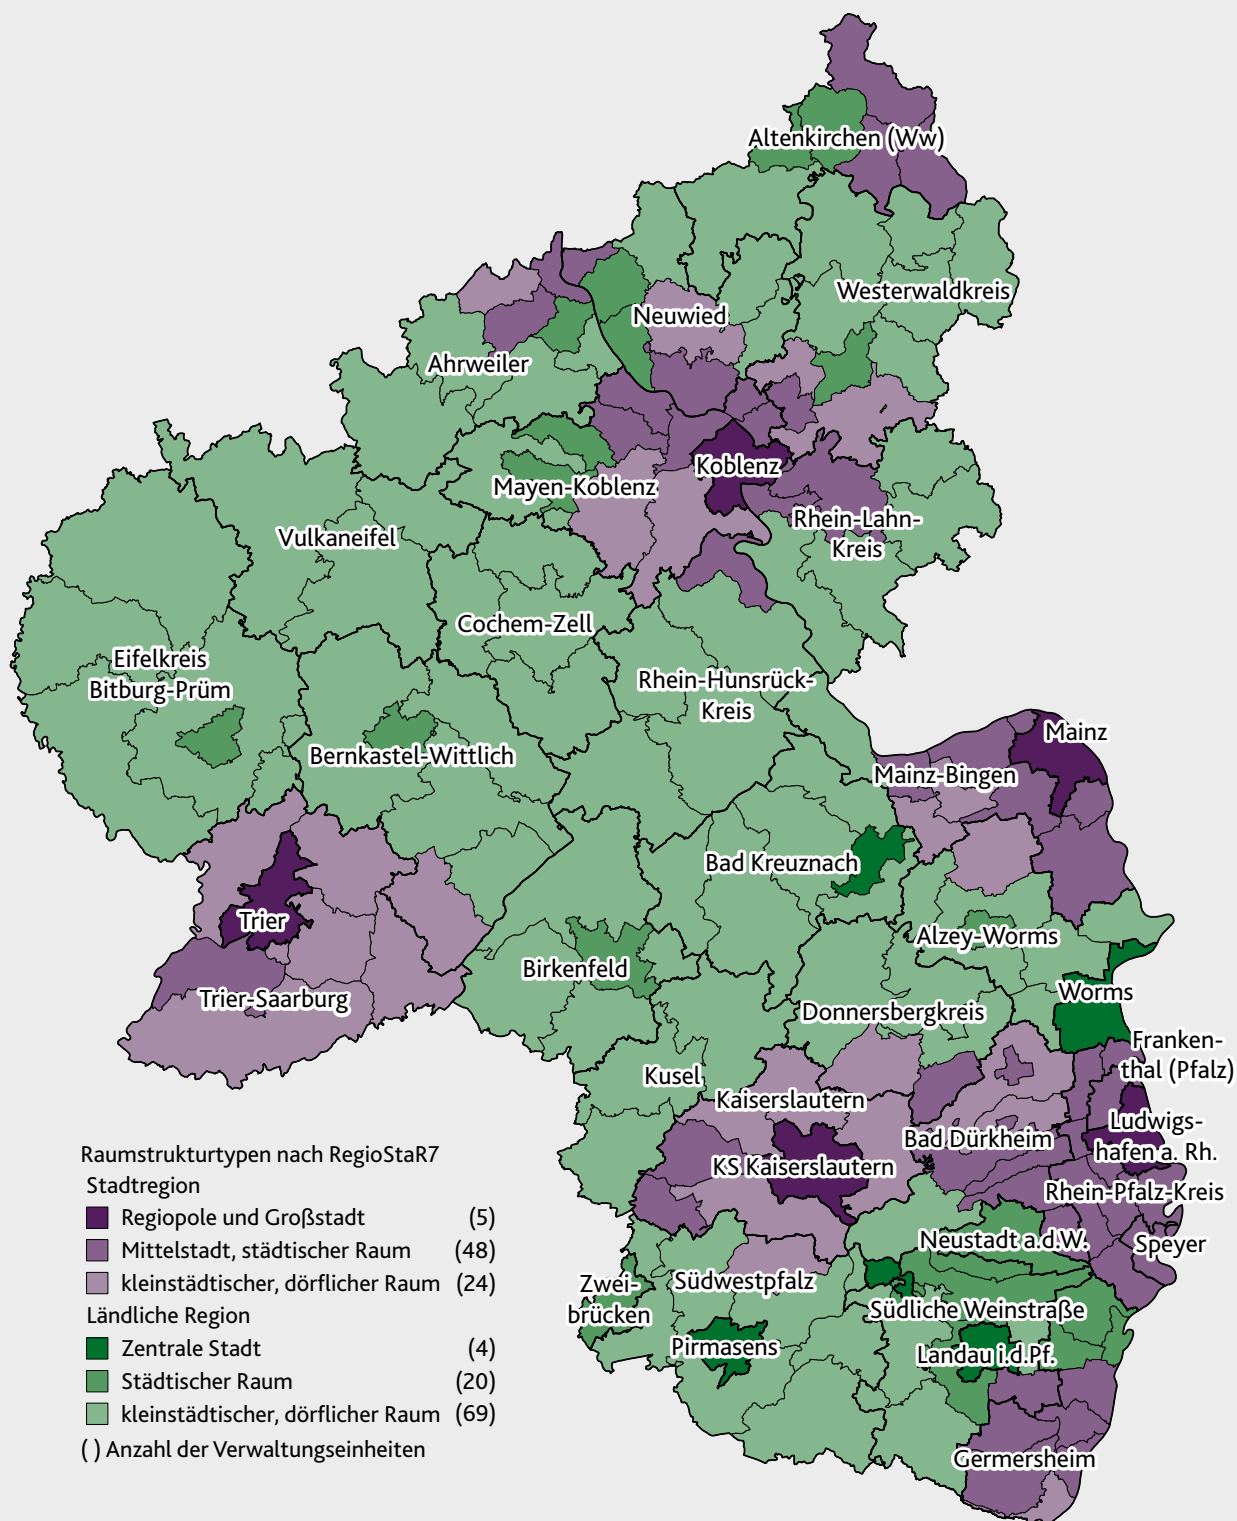 Altenkirchen (Ww)
Westerwaldkreis
Neuwied
Ahrweiler
Koblenz
Mayen-Koblenz
Rhein-Lahn-
Kreis
Vulkaneifel
Cochem-Zell
Eifelkreis
Bitburg-Prüm
Rhein-Hunsrück-
Kreis
Bernkastel-Wittlich
Mainz
Mainz-Bingen
Bad Kreuznach
Trier
Alzey-Worms
Birkenfeld
Trier-Saarburg
Worms
Donnersbergkreis
Franken-
thal (Pfalz)
Kusel
Kaiserslautern
Ludwigs-
hafen a. Rh.
Bad Dürkheim
KS Kaiserslautern
Rhein-Pfalz-Kreis
Neustadt a.d.W.
Speyer
Zwei-
brücken
Südwestpfalz
Südliche Weinstraße
Pirmasens
Landau i.d.Pf.
Germersheim
Raumstrukturtypen nach RegioStaR7
Stadtregion
Regiopole und Großstadt (5)
Mittelstadt, städtischer Raum (48)
kleinstädtischer, dörflicher Raum (24)
Ländliche Region
Zentrale Stadt (4)
Städtischer Raum (20)
kleinstädtischer, dörflicher Raum (69)
( ) Anzahl der Verwaltungseinheiten